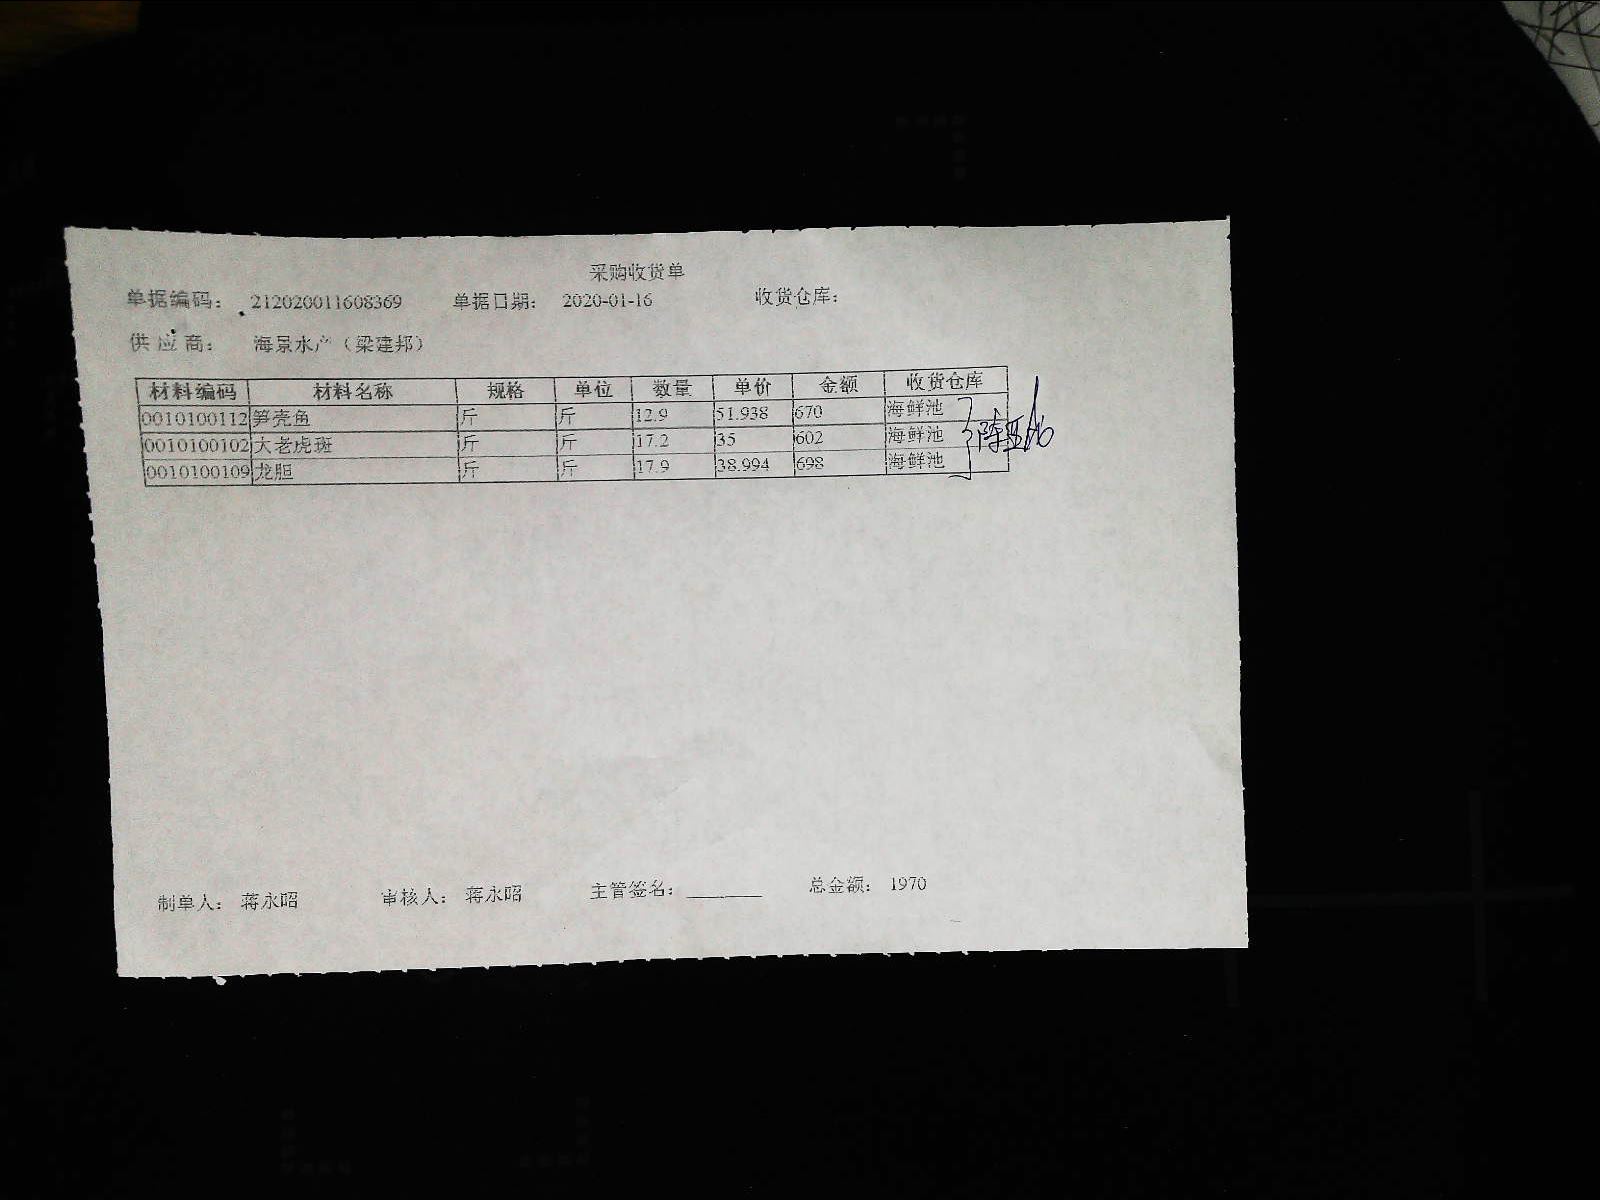 采购收货单
单据编码： 212020011608369 单据日期： 2020-01-16 收货仓库：
供 应 商： 海景水产（梁建邦）
材料编码 材料名称 规格 单位 数量 单价 金额 收货仓库
0010100112 笋壳鱼 斤 斤 12.9 51.938 670 海鲜池
0010100102 大老虎斑 斤 斤 17.2 35 602 海鲜池
0010100109 龙胆 斤 斤 17.9 38.994 698 海鲜池
制单人： 蒋永昭 审核人： 蒋永昭 主管签名： 总金额： 1970